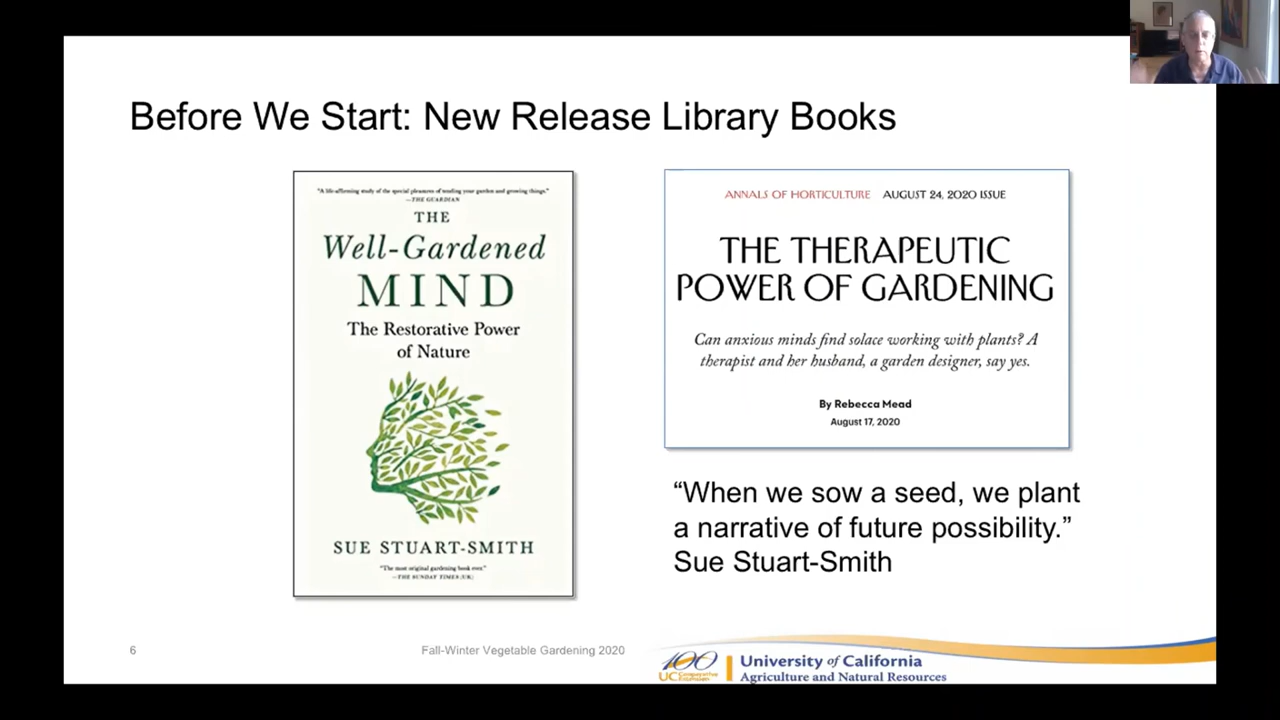 Before We Start: New Release Library Books
"A life-affirming study of the special pleasures of tending your garden and growing things."
—THE GUARDIAN
THE
Well-Gardened
MIND
The Restorative Power
of Nature
SUE STUART-SMITH
"The most original gardening book ever."
—THE SUNDAY TIMES (UK)
ANNALS OF HORTICULTURE AUGUST 24, 2020 ISSUE
THE THERAPEUTIC
POWER OF GARDENING
Can anxious minds find solace working with plants? A
therapist and her husband, a garden designer, say yes.
By Rebecca Mead
August 17, 2020
“When we sow a seed, we plant
a narrative of future possibility.”
Sue Stuart-Smith
6
Fall-Winter Vegetable Gardening 2020
100
UC Cooperative
Extension
University of California
Agriculture and Natural Resources